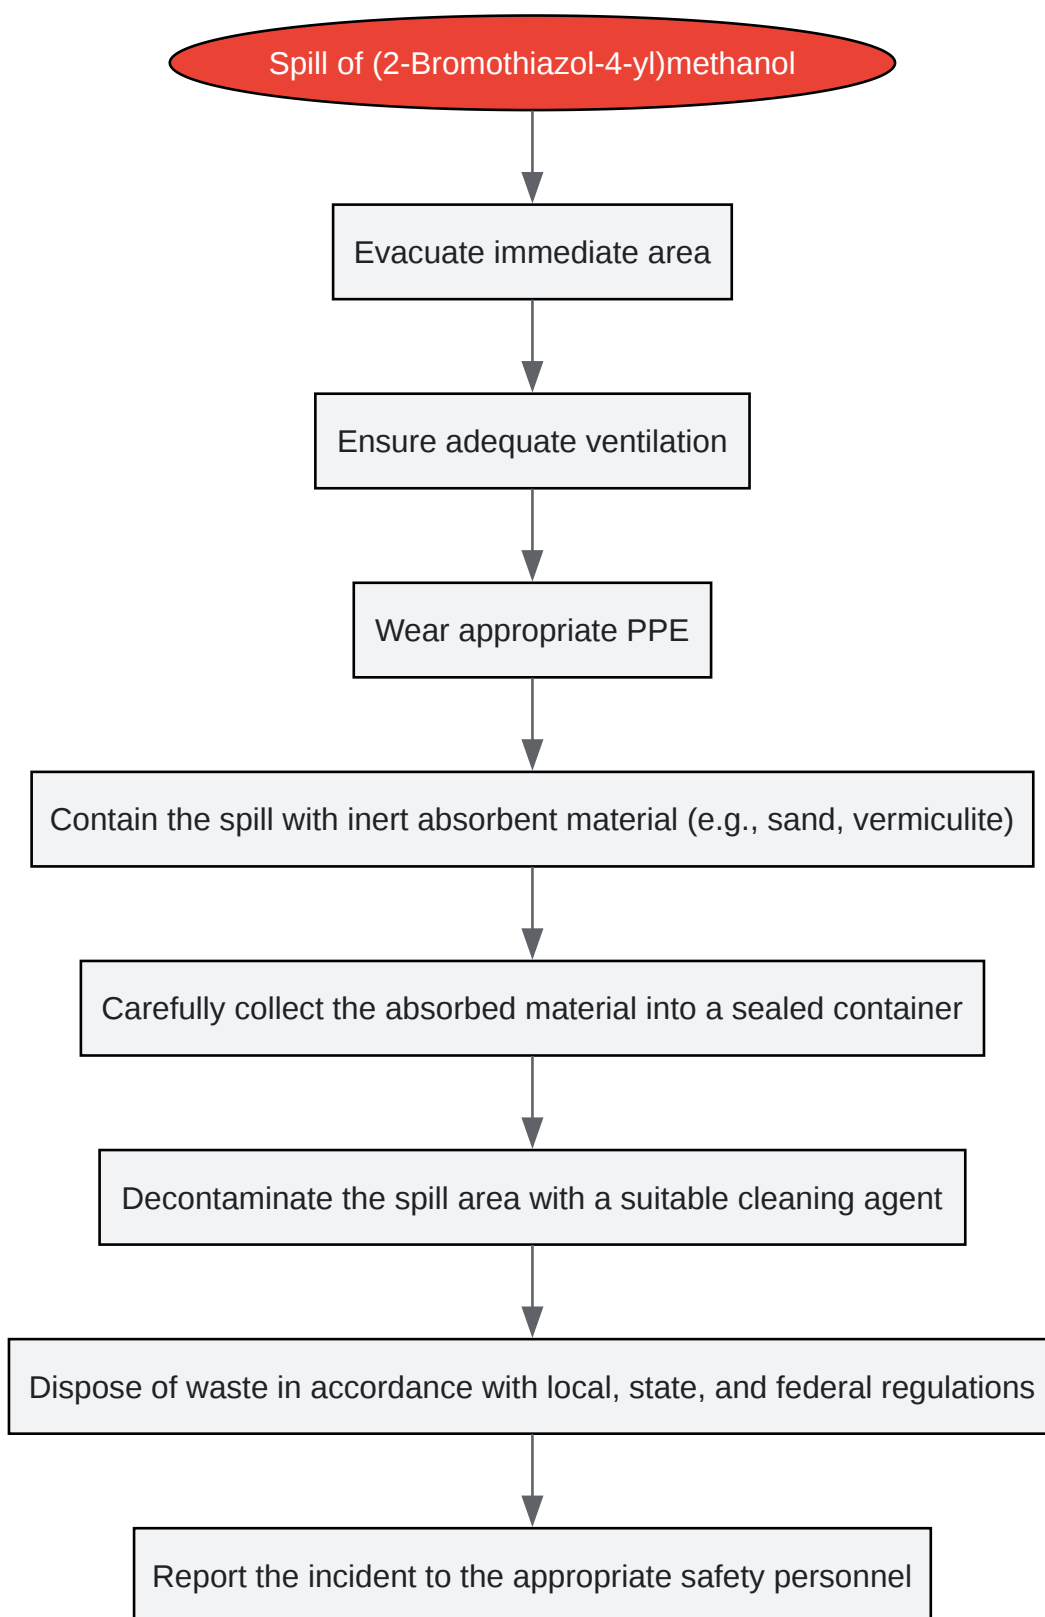 Spill of (2-Bromothiazol-4-yl)methanol
Evacuate immediate area
Ensure adequate ventilation
Wear appropriate PPE
Contain the spill with inert absorbent material (e.g., sand, vermiculite)
Carefully collect the absorbed material into a sealed container
Decontaminate the spill area with a suitable cleaning agent
Dispose of waste in accordance with local, state, and federal regulations
Report the incident to the appropriate safety personnel